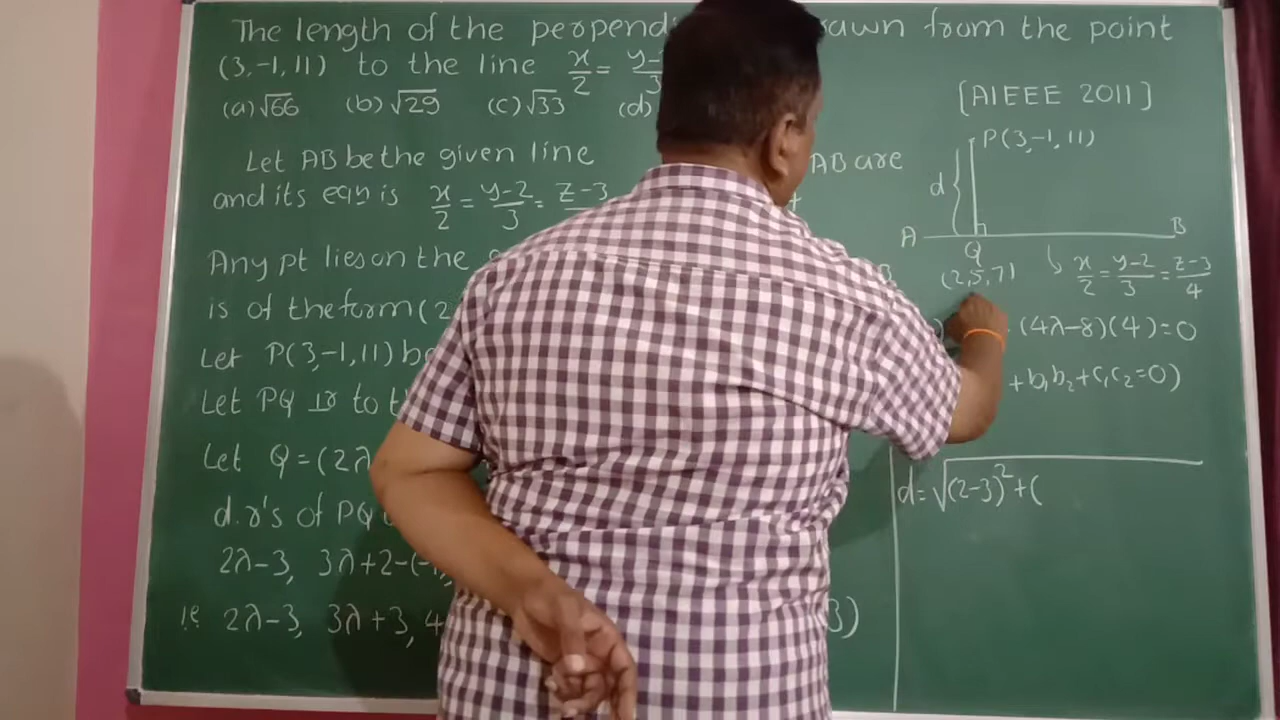 The length of the perpendi awn from the point
(3,-1,11) to the line x/2 = y-/3
(a) √66 (b) √29 (c) √33 (d)
[AIEEE 2011]
Let AB be the given line AB are
and its eqn is x/2 = y-2/3 = z-3
Any pt lies on the
is of the form (2
Let P(3,-1,11) be
Let PQ ⊥r to t
Let Q = (2λ
d.r's of PQ
2λ-3, 3λ+2-(-1,
i.e 2λ-3, 3λ+3, 4 3)
P(3,-1,11)
d
A B
Q
(2,5,7) x/2 = y-2/3 = z-3/4
(4λ-8)(4)=0
+b₁b₂+c₁c₂=0)
d = √(2-3)²+(